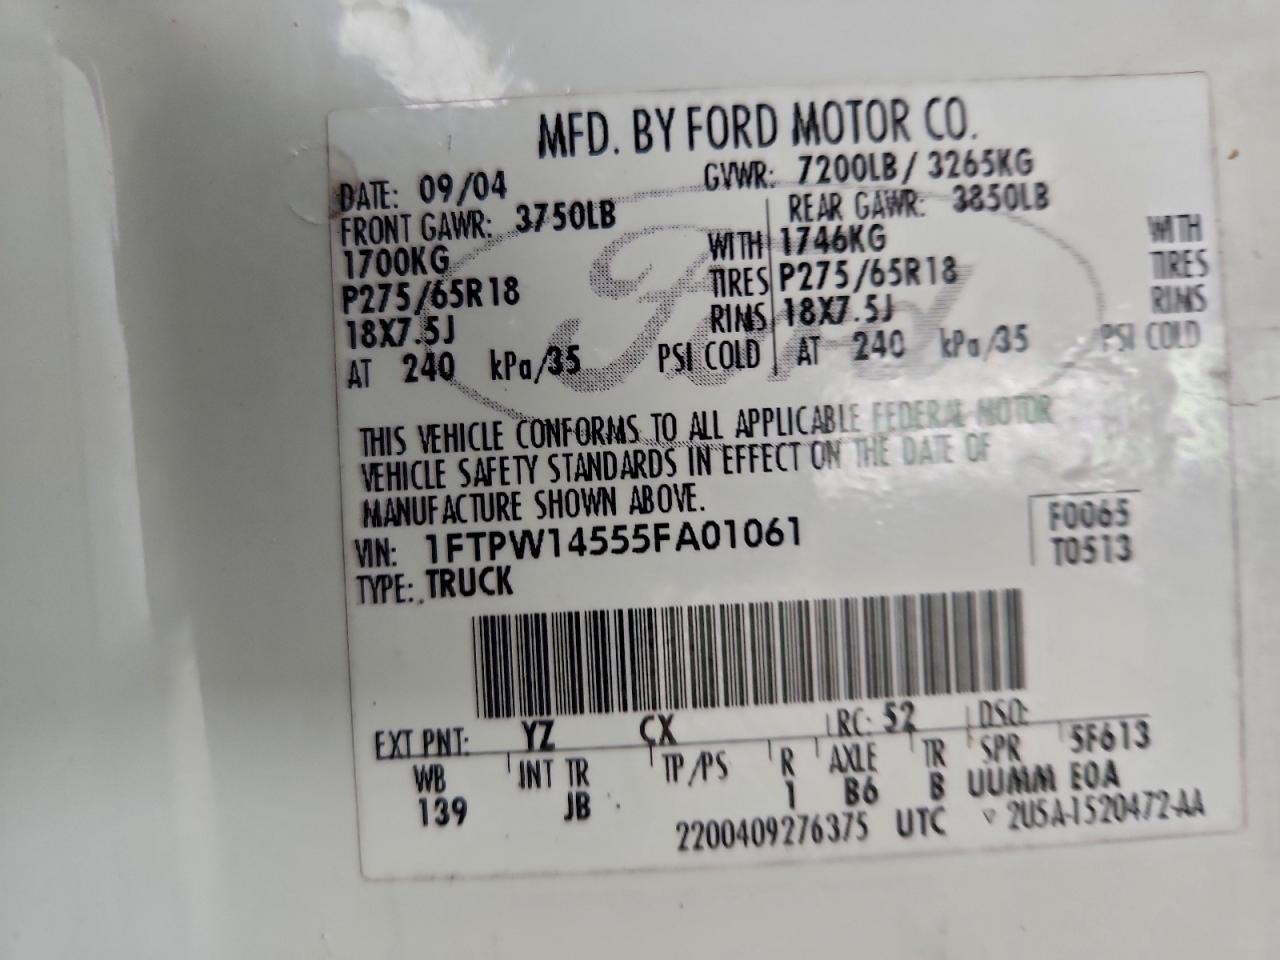 MFD. BY FORD MOTOR CO.
DATE: 09/04 GVWR: 7200LB / 3265KG
FRONT GAWR: 3750LB REAR GAWR: 3850LB
1700KG WITH 1746KG WITH
P275/65R18 TIRES P275/65R18 TIRES
18X7.5J RIMS 18X7.5J RIMS
AT 240 kPa/35 PSI COLD AT 240 kPa/35 PSI COLD
Ford
THIS VEHICLE CONFORMS TO ALL APPLICABLE FEDERAL MOTOR
VEHICLE SAFETY STANDARDS IN EFFECT ON THE DATE OF
MANUFACTURE SHOWN ABOVE.
VIN: 1FTPW14555FA01061
TYPE: TRUCK
F0065
T0513
EXT PNT: YZ CX RC: 52 DSO:
WB INT TR TP/PS R AXLE TR SPR 5F613
139 JB 1 B6 B UUMM EOA
2200409276375 UTC ▽ 2U5A-1520472-AA